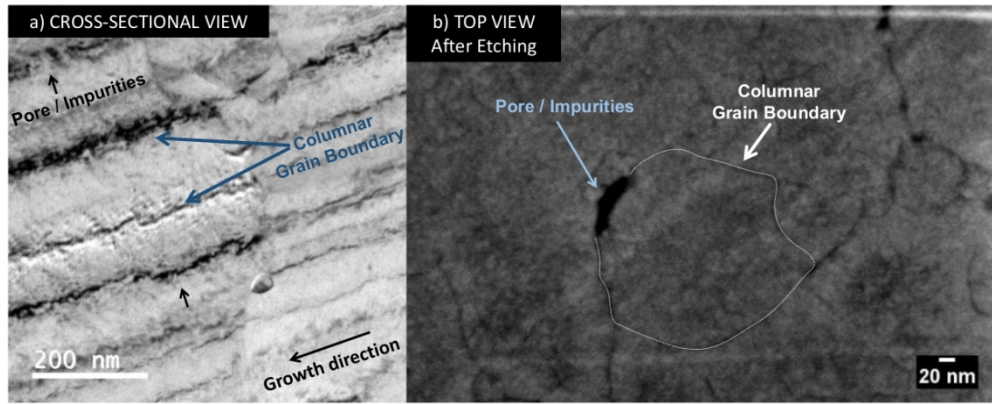 a) CROSS-SECTIONAL VIEW
Pore / Impurities
Columnar
Grain Boundary
200 nm
Growth direction
b) TOP VIEW
After Etching
Pore / Impurities
Columnar
Grain Boundary
20 nm